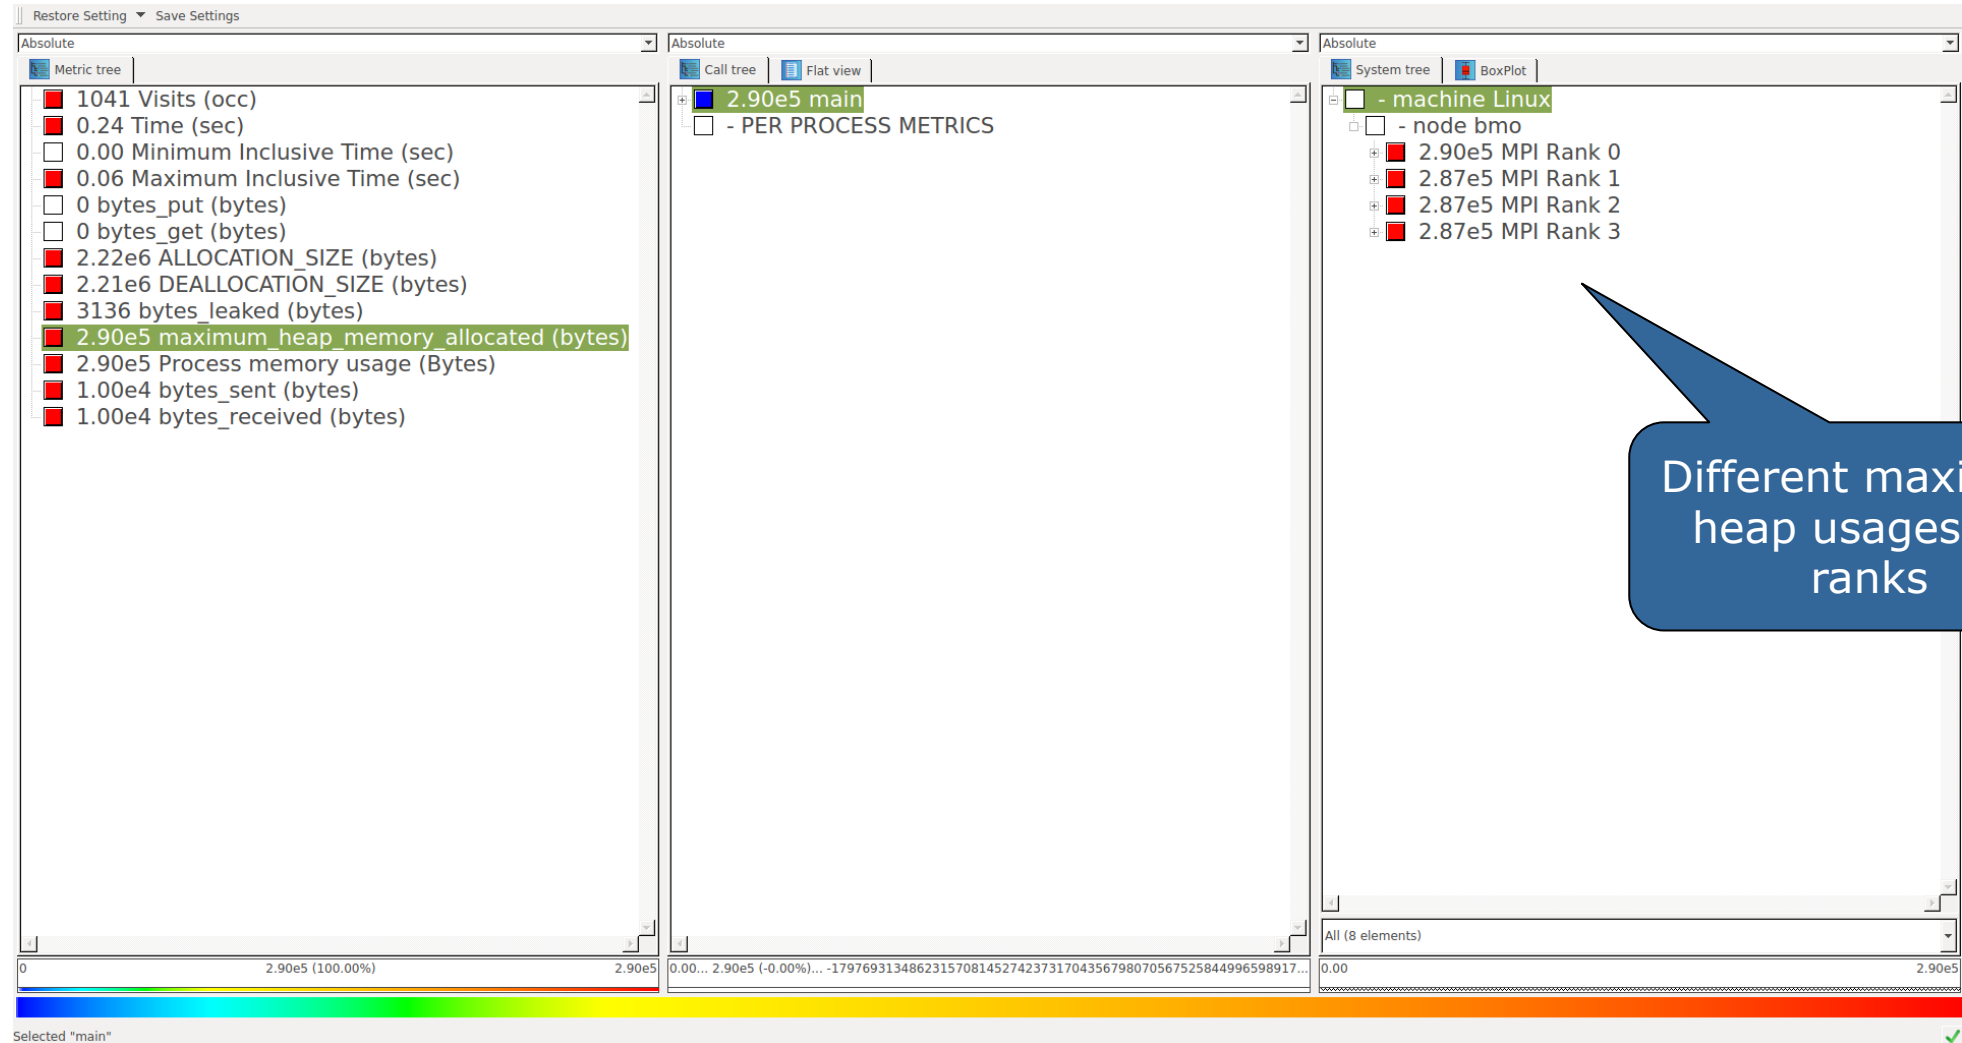 Restore Setting Save Settings
Absolute
Metric tree
1041 Visits (occ)
0.24 Time (sec)
0.00 Minimum Inclusive Time (sec)
0.06 Maximum Inclusive Time (sec)
0 bytes_put (bytes)
0 bytes_get (bytes)
2.22e6 ALLOCATION_SIZE (bytes)
2.21e6 DEALLOCATION_SIZE (bytes)
3136 bytes_leaked (bytes)
2.90e5 maximum_heap_memory_allocated (bytes)
2.90e5 Process memory usage (Bytes)
1.00e4 bytes_sent (bytes)
1.00e4 bytes_received (bytes)
0 2.90e5 (100.00%) 2.90e5
Absolute
Call tree Flat view
2.90e5 main
- PER PROCESS METRICS
0.00... 2.90e5 (-0.00%)... -17976931348623157081452742373170435679807056752584499659891​7...
Absolute
System tree BoxPlot
- machine Linux
- node bmo
2.90e5 MPI Rank 0
2.87e5 MPI Rank 1
2.87e5 MPI Rank 2
2.87e5 MPI Rank 3
Different
heap usages
ranks
All (8 elements)
0.00 2.90e5
Selected "main"